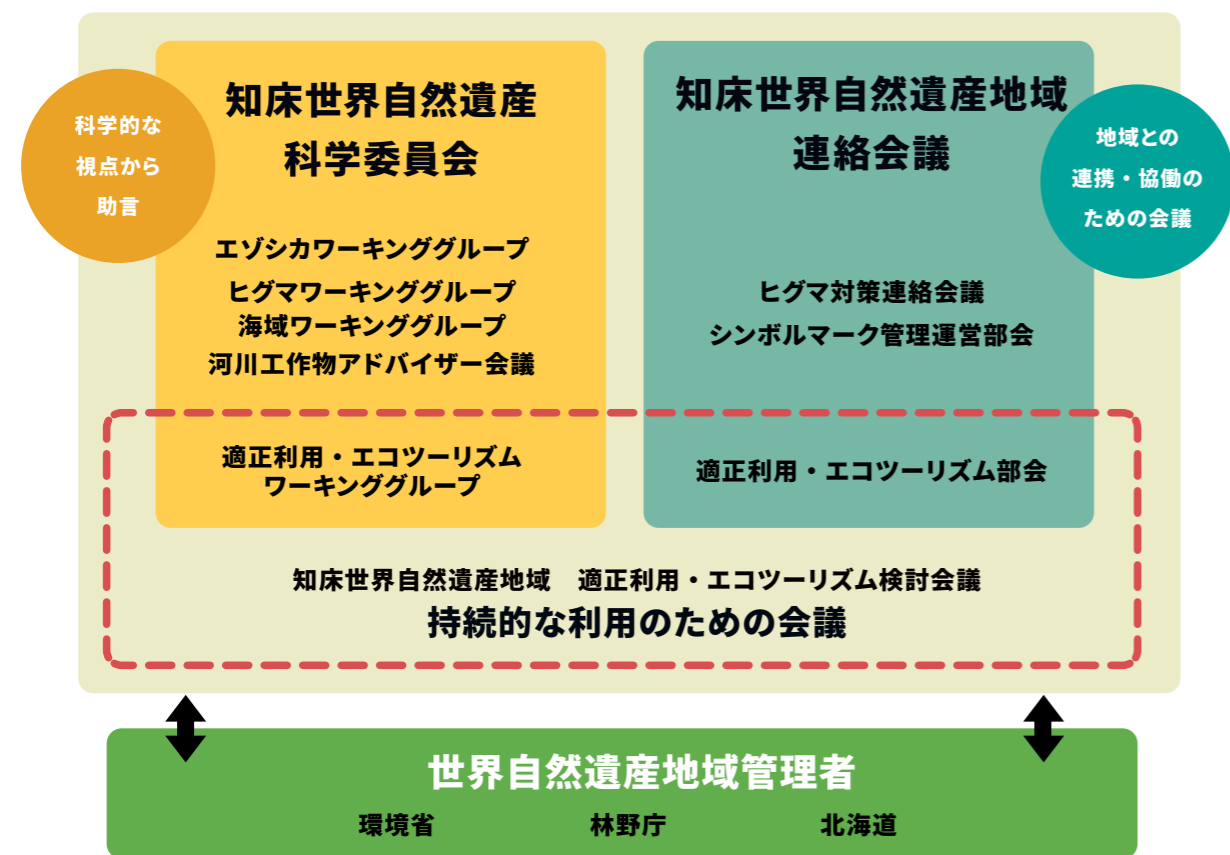 科学的な
視点から
助言
知床世界自然遺産
科学委員会
エゾシカワーキンググループ
ヒグマワーキンググループ
海域ワーキンググループ
河川工作物アドバイザー会議
適正利用・エコツーリズム
ワーキンググループ
知床世界自然遺産地域
連絡会議
地域との
連携・協働の
ための会議
ヒグマ対策連絡会議
シンボルマーク管理運営部会
適正利用・エコツーリズム部会
知床世界自然遺産地域　適正利用・エコツーリズム検討会議
持続的な利用のための会議
世界自然遺産地域管理者
環境省　林野庁　北海道